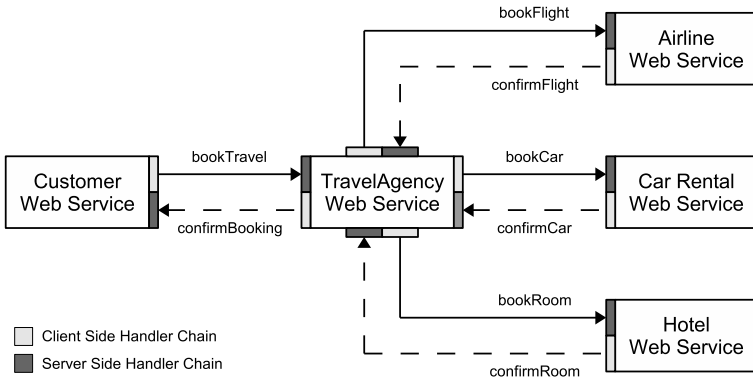 bookFlight
Airline
Web Service
confirmFlight
bookTravel
bookCar
Customer
Web Service
TravelAgency
Web Service
Car Rental
Web Service
confirmBooking
confirmCar
bookRoom
Hotel
Web Service
confirmRoom
Client Side Handler Chain
Server Side Handler Chain